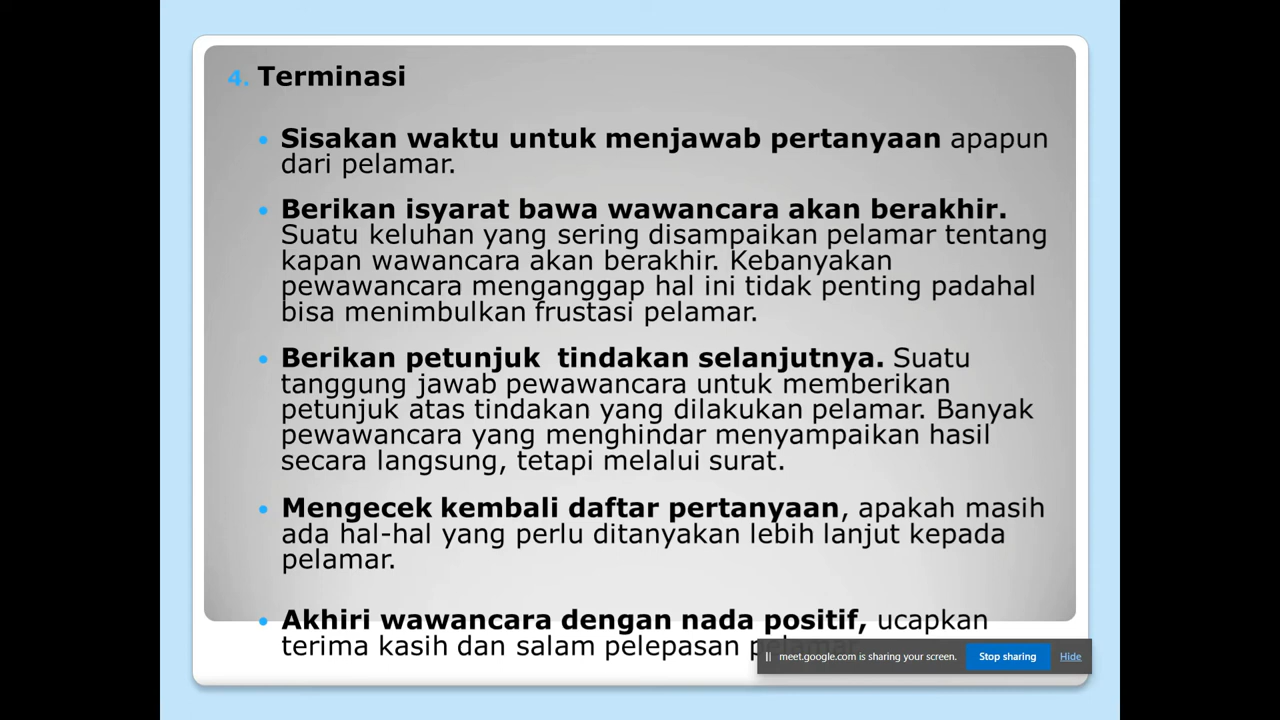 4. Terminasi
• Sisakan waktu untuk menjawab pertanyaan apapun
dari pelamar.
• Berikan isyarat bawa wawancara akan berakhir.
Suatu keluhan yang sering disampaikan pelamar tentang
kapan wawancara akan berakhir. Kebanyakan
pewawancara menganggap hal ini tidak penting padahal
bisa menimbulkan frustasi pelamar.
• Berikan petunjuk  tindakan selanjutnya. Suatu
tanggung jawab pewawancara untuk memberikan
petunjuk atas tindakan yang dilakukan pelamar. Banyak
pewawancara yang menghindar menyampaikan hasil
secara langsung, tetapi melalui surat.
• Mengecek kembali daftar pertanyaan, apakah masih
ada hal-hal yang perlu ditanyakan lebih lanjut kepada
pelamar.
• Akhiri wawancara dengan nada positif, ucapkan
terima kasih dan salam pelepasan pelamar.
meet.google.com is sharing your screen. Stop sharing Hide